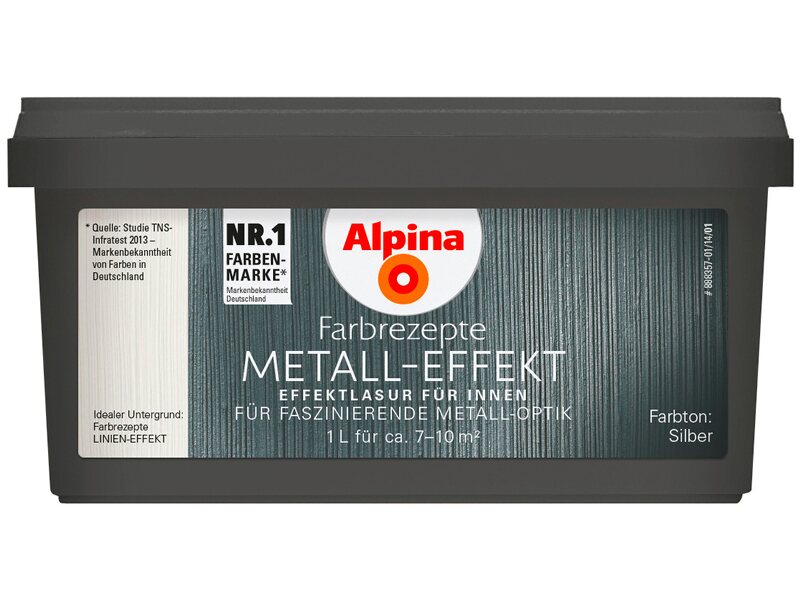 * Quelle: Studie TNS-
Infratest 2013 –
Markenbekanntheit
von Farben in
Deutschland
NR.1
FARBEN-
MARKE*
Markenbekanntheit
Deutschland
Alpina
# 888357-01/14/01
Farbrezepte
METALL-EFFEKT
EFFEKTLASUR FÜR INNEN
FÜR FASZINIERENDE METALL-OPTIK
1 L für ca. 7–10 m²
Idealer Untergrund:
Farbrezepte
LINIEN-EFFEKT
Farbton:
Silber